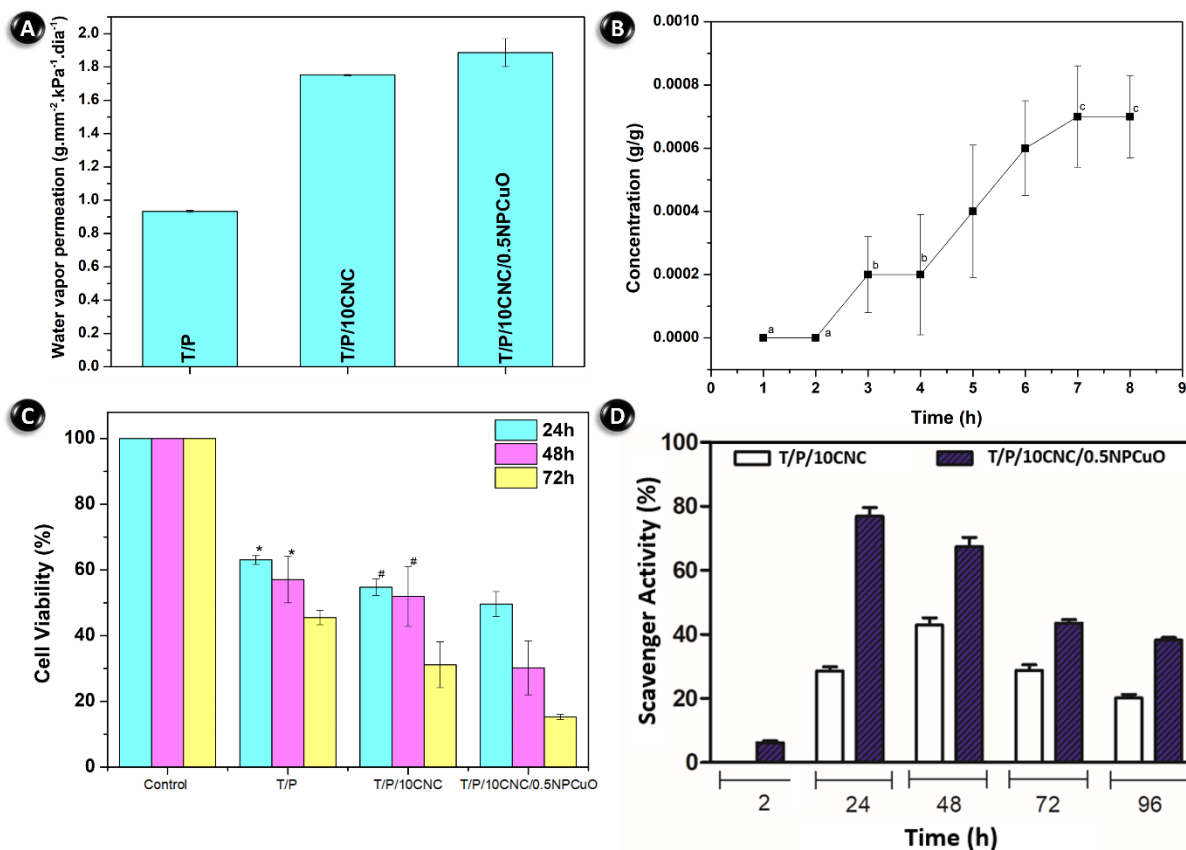 A
Water vapor permeation (g.mm⁻².kPa⁻¹.dia⁻¹)
2.0
1.8
1.6
1.4
1.2
1.0
0.8
0.6
0.4
0.2
0.0
T/P
T/P/10CNC
T/P/10CNC/0.5NPCuO
B
Concentration (g/g)
0.0010
0.0008
0.0006
0.0004
0.0002
0.0000
a
a
b
b
c
c
0 1 2 3 4 5 6 7 8 9
Time (h)
C
Cell Viability (%)
100
80
60
40
20
0
24h
48h
72h
* *
# #
Control T/P T/P/10CNC T/P/10CNC/0.5NPCuO
D
Scavenger Activity (%)
100
80
60
40
20
0
T/P/10CNC T/P/10CNC/0.5NPCuO
2 24 48 72 96
Time (h)